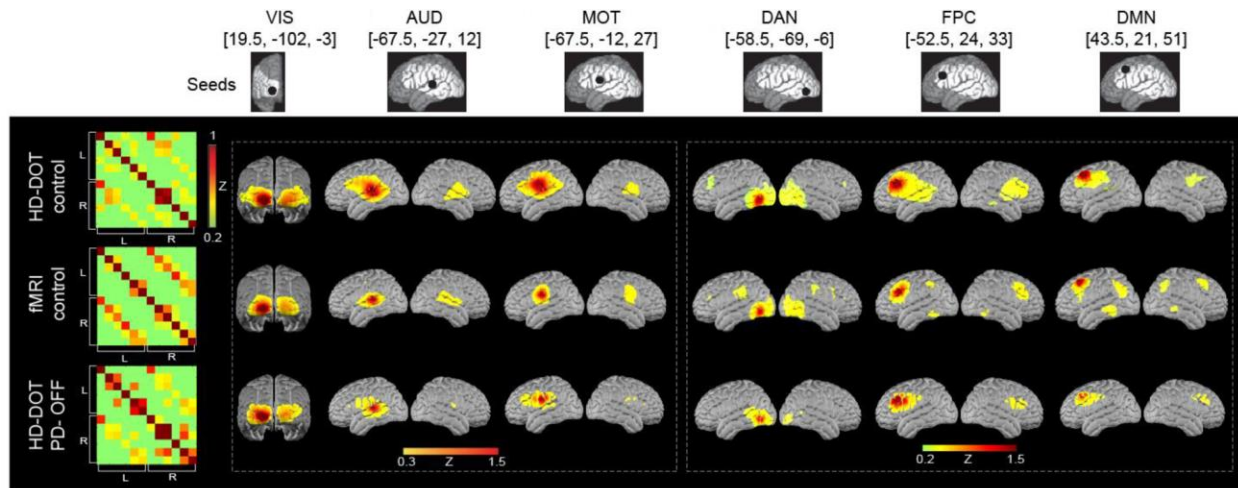 VIS AUD MOT DAN FPC DMN
[19.5, -102, -3] [-67.5, -27, 12] [-67.5, -12, 27] [-58.5, -69, -6] [-52.5, 24, 33] [43.5, 21, 51]
Seeds
HD-DOT
control
L
R
L R
1
Z
0.2
fMRI
control
L
R
L R
HD-DOT
PD- OFF
L
R
L R
0.3 Z 1.5
0.2 Z 1.5